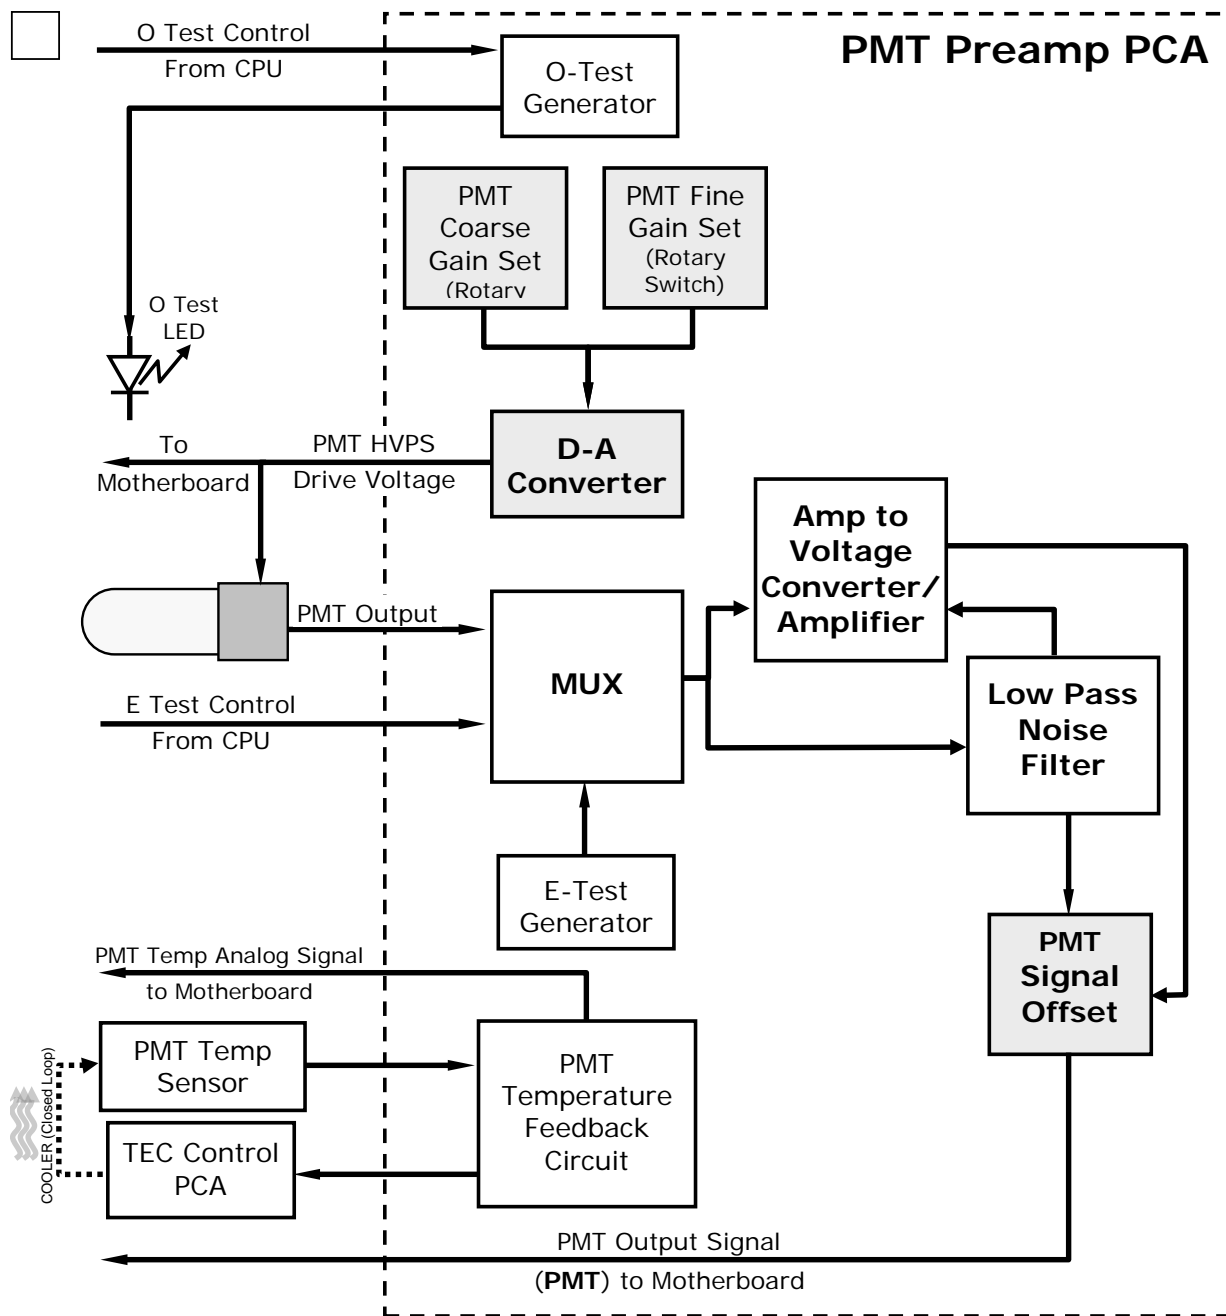 PMT Preamp PCA
O Test Control
From CPU
O-Test
Generator
PMT
Coarse
Gain Set
(Rotary
PMT Fine
Gain Set
(Rotary
Switch)
O Test
LED
D-A
Converter
To
Motherboard
PMT HVPS
Drive Voltage
Amp to
Voltage
Converter/
Amplifier
PMT Output
MUX
E Test Control
From CPU
Low Pass
Noise
Filter
E-Test
Generator
PMT
Signal
Offset
PMT Temp Analog Signal
to Motherboard
PMT Temp
Sensor
PMT
Temperature
Feedback
Circuit
TEC Control
PCA
COOLER (Closed Loop)
PMT Output Signal
(PMT) to Motherboard